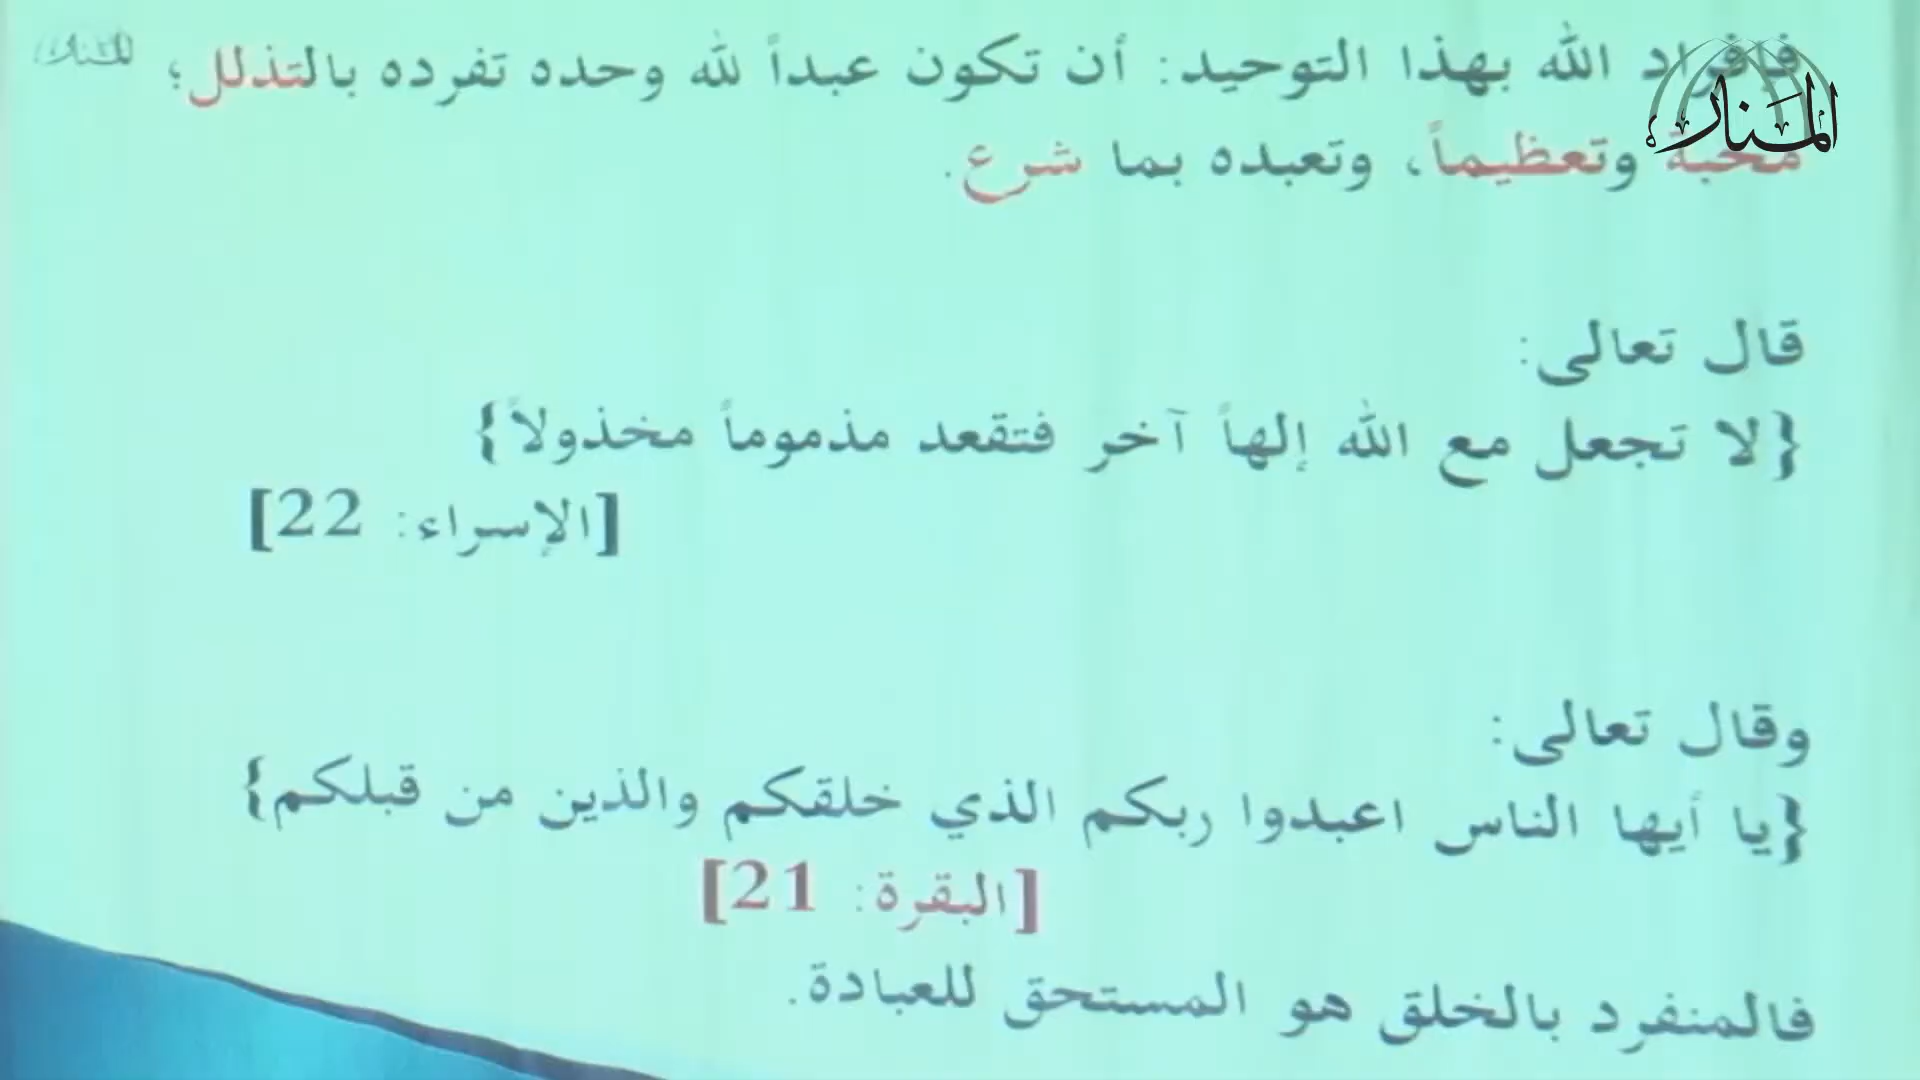 فإفراد الله بهذا التوحيد: أن تكون عبداً لله وحده تفرده بالتذلل؛
محبة وتعظيماً، وتعبده بما شرع.
قال تعالى:
{لا تجعل مع الله إلهاً آخر فتقعد مذموماً مخذولاً}
[الإسراء: 22]
وقال تعالى:
{يا أيها الناس اعبدوا ربكم الذي خلقكم والذين من قبلكم}
[البقرة: 21]
فالمنفرد بالخلق هو المستحق للعبادة.
المنار
المنار